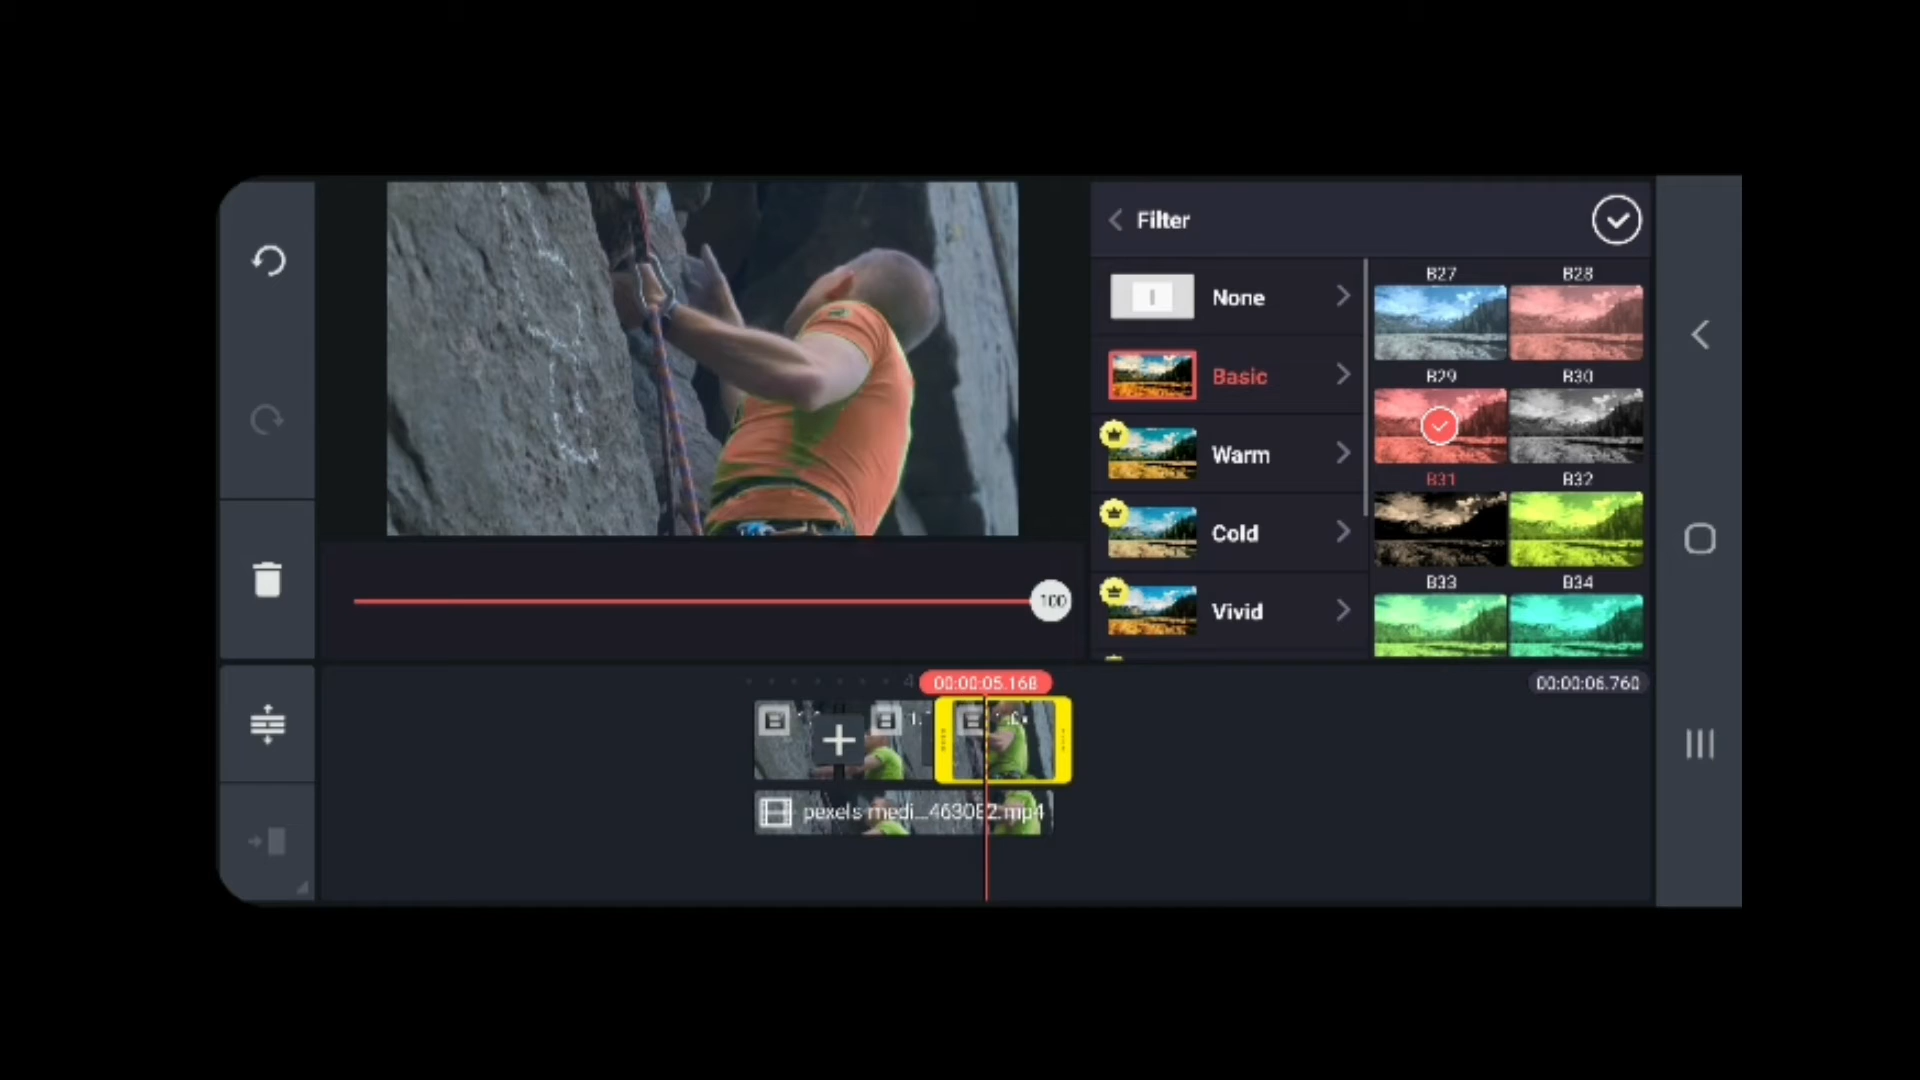 Filter
None
Basic
Warm
Cold
Vivid
B27
B28
B29
B30
B31
B32
B33
B34
100
4
00:00:05.168
00:00:06.760
pexels-medi...463082.mp4